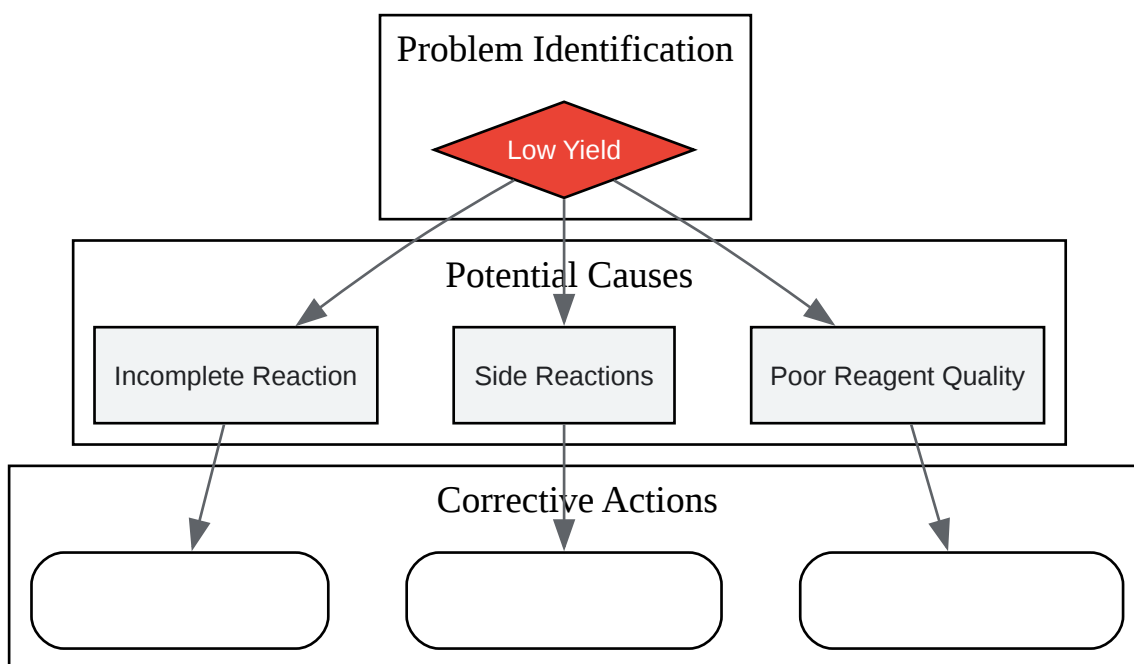 Problem Identification
Low Yield
Potential Causes
Incomplete Reaction
Side Reactions
Poor Reagent Quality
Corrective Actions